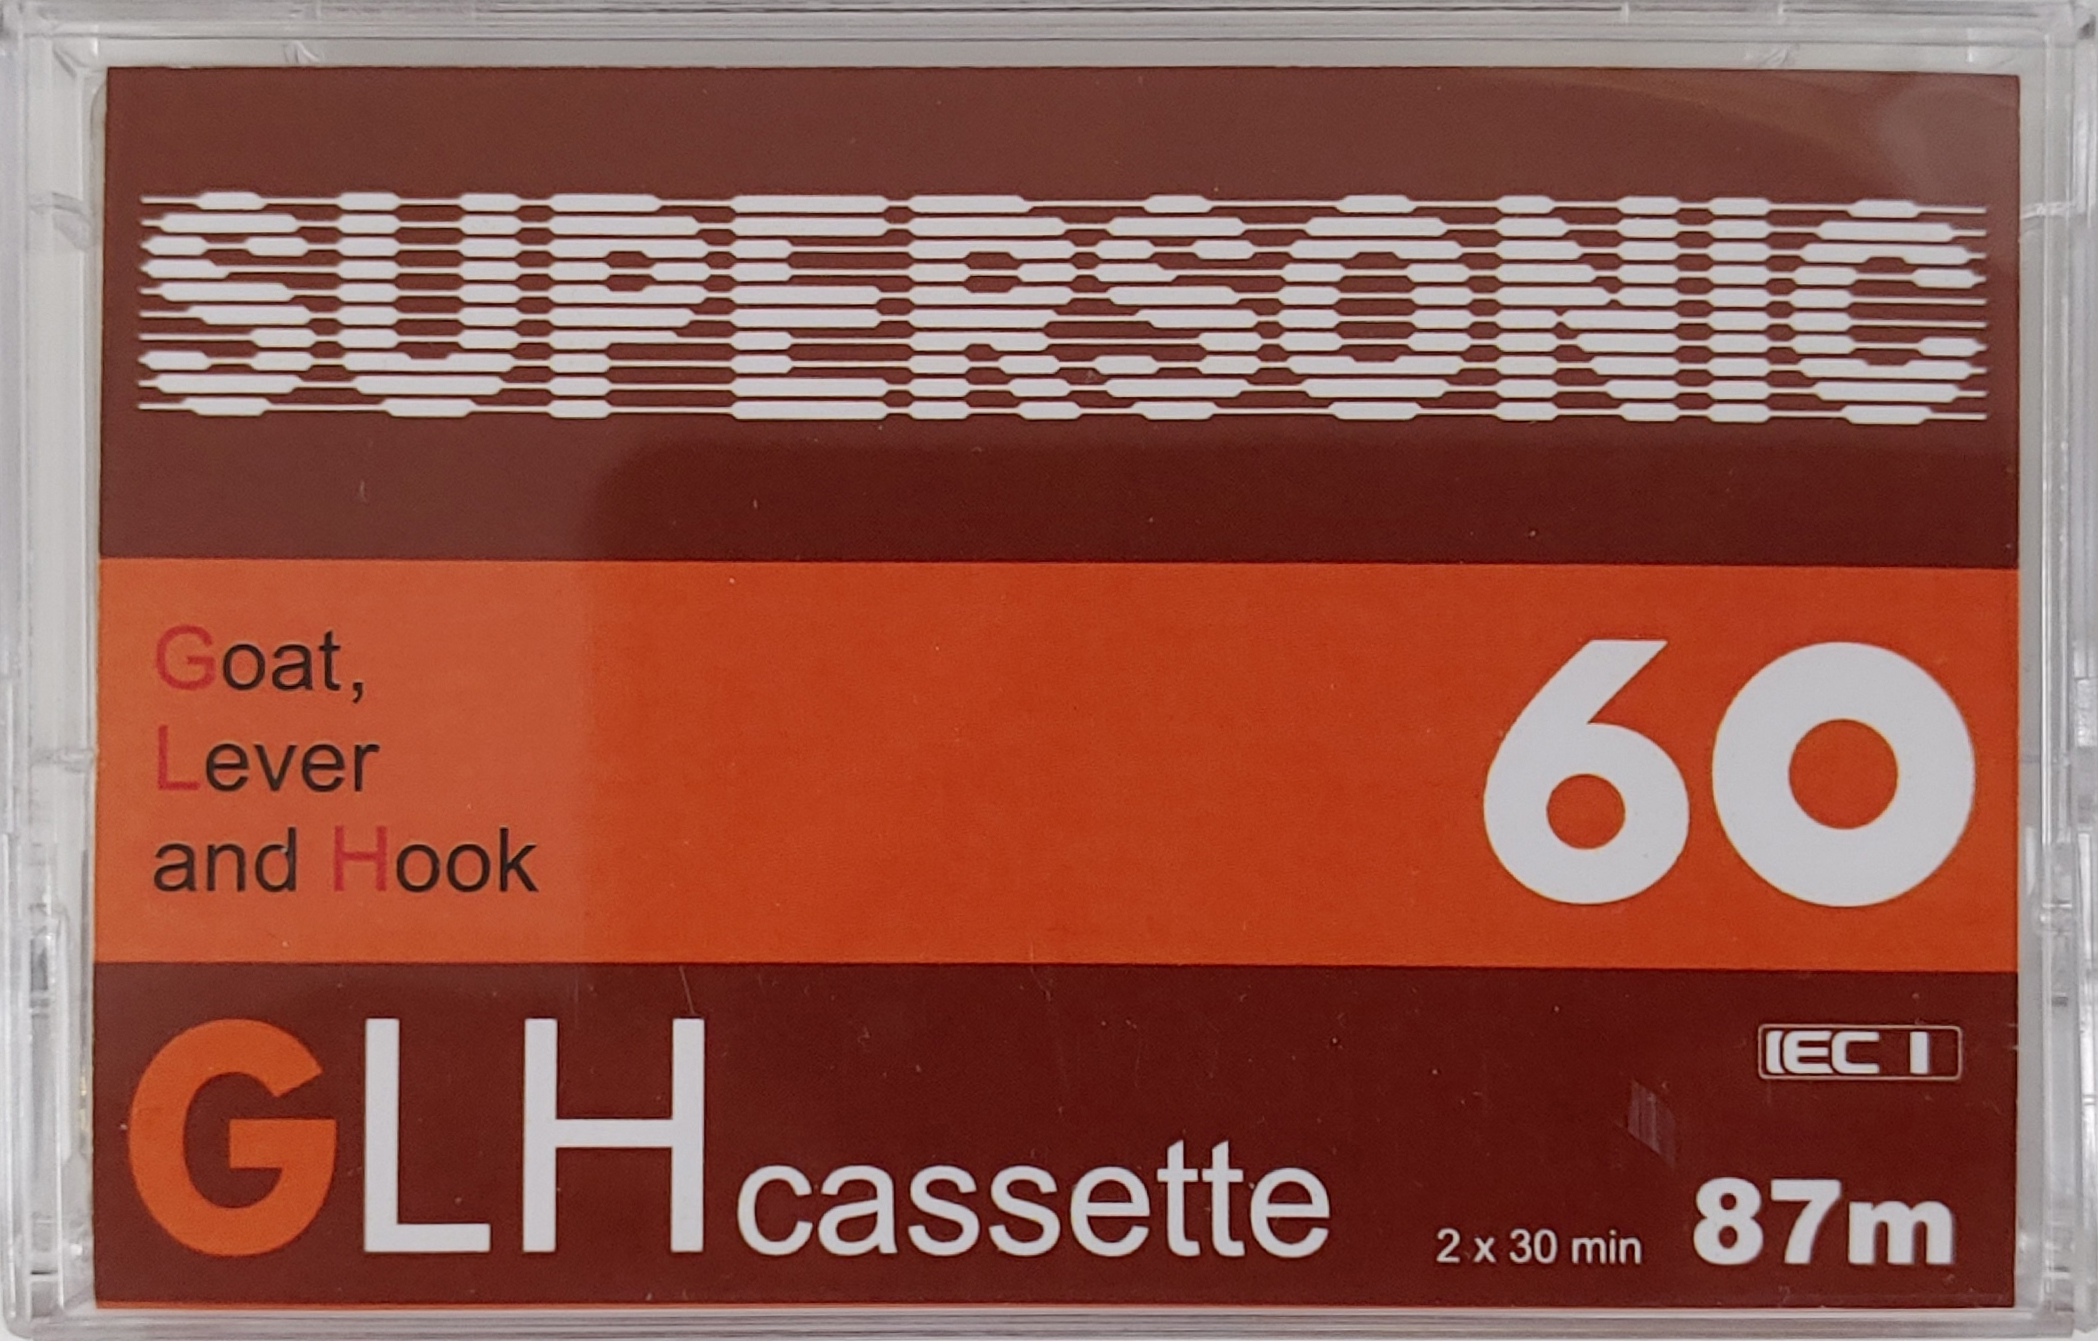 SUPERSONIC
Goat,
Lever
and Hook
60
GLH cassette
IEC I
2 x 30 min
87m